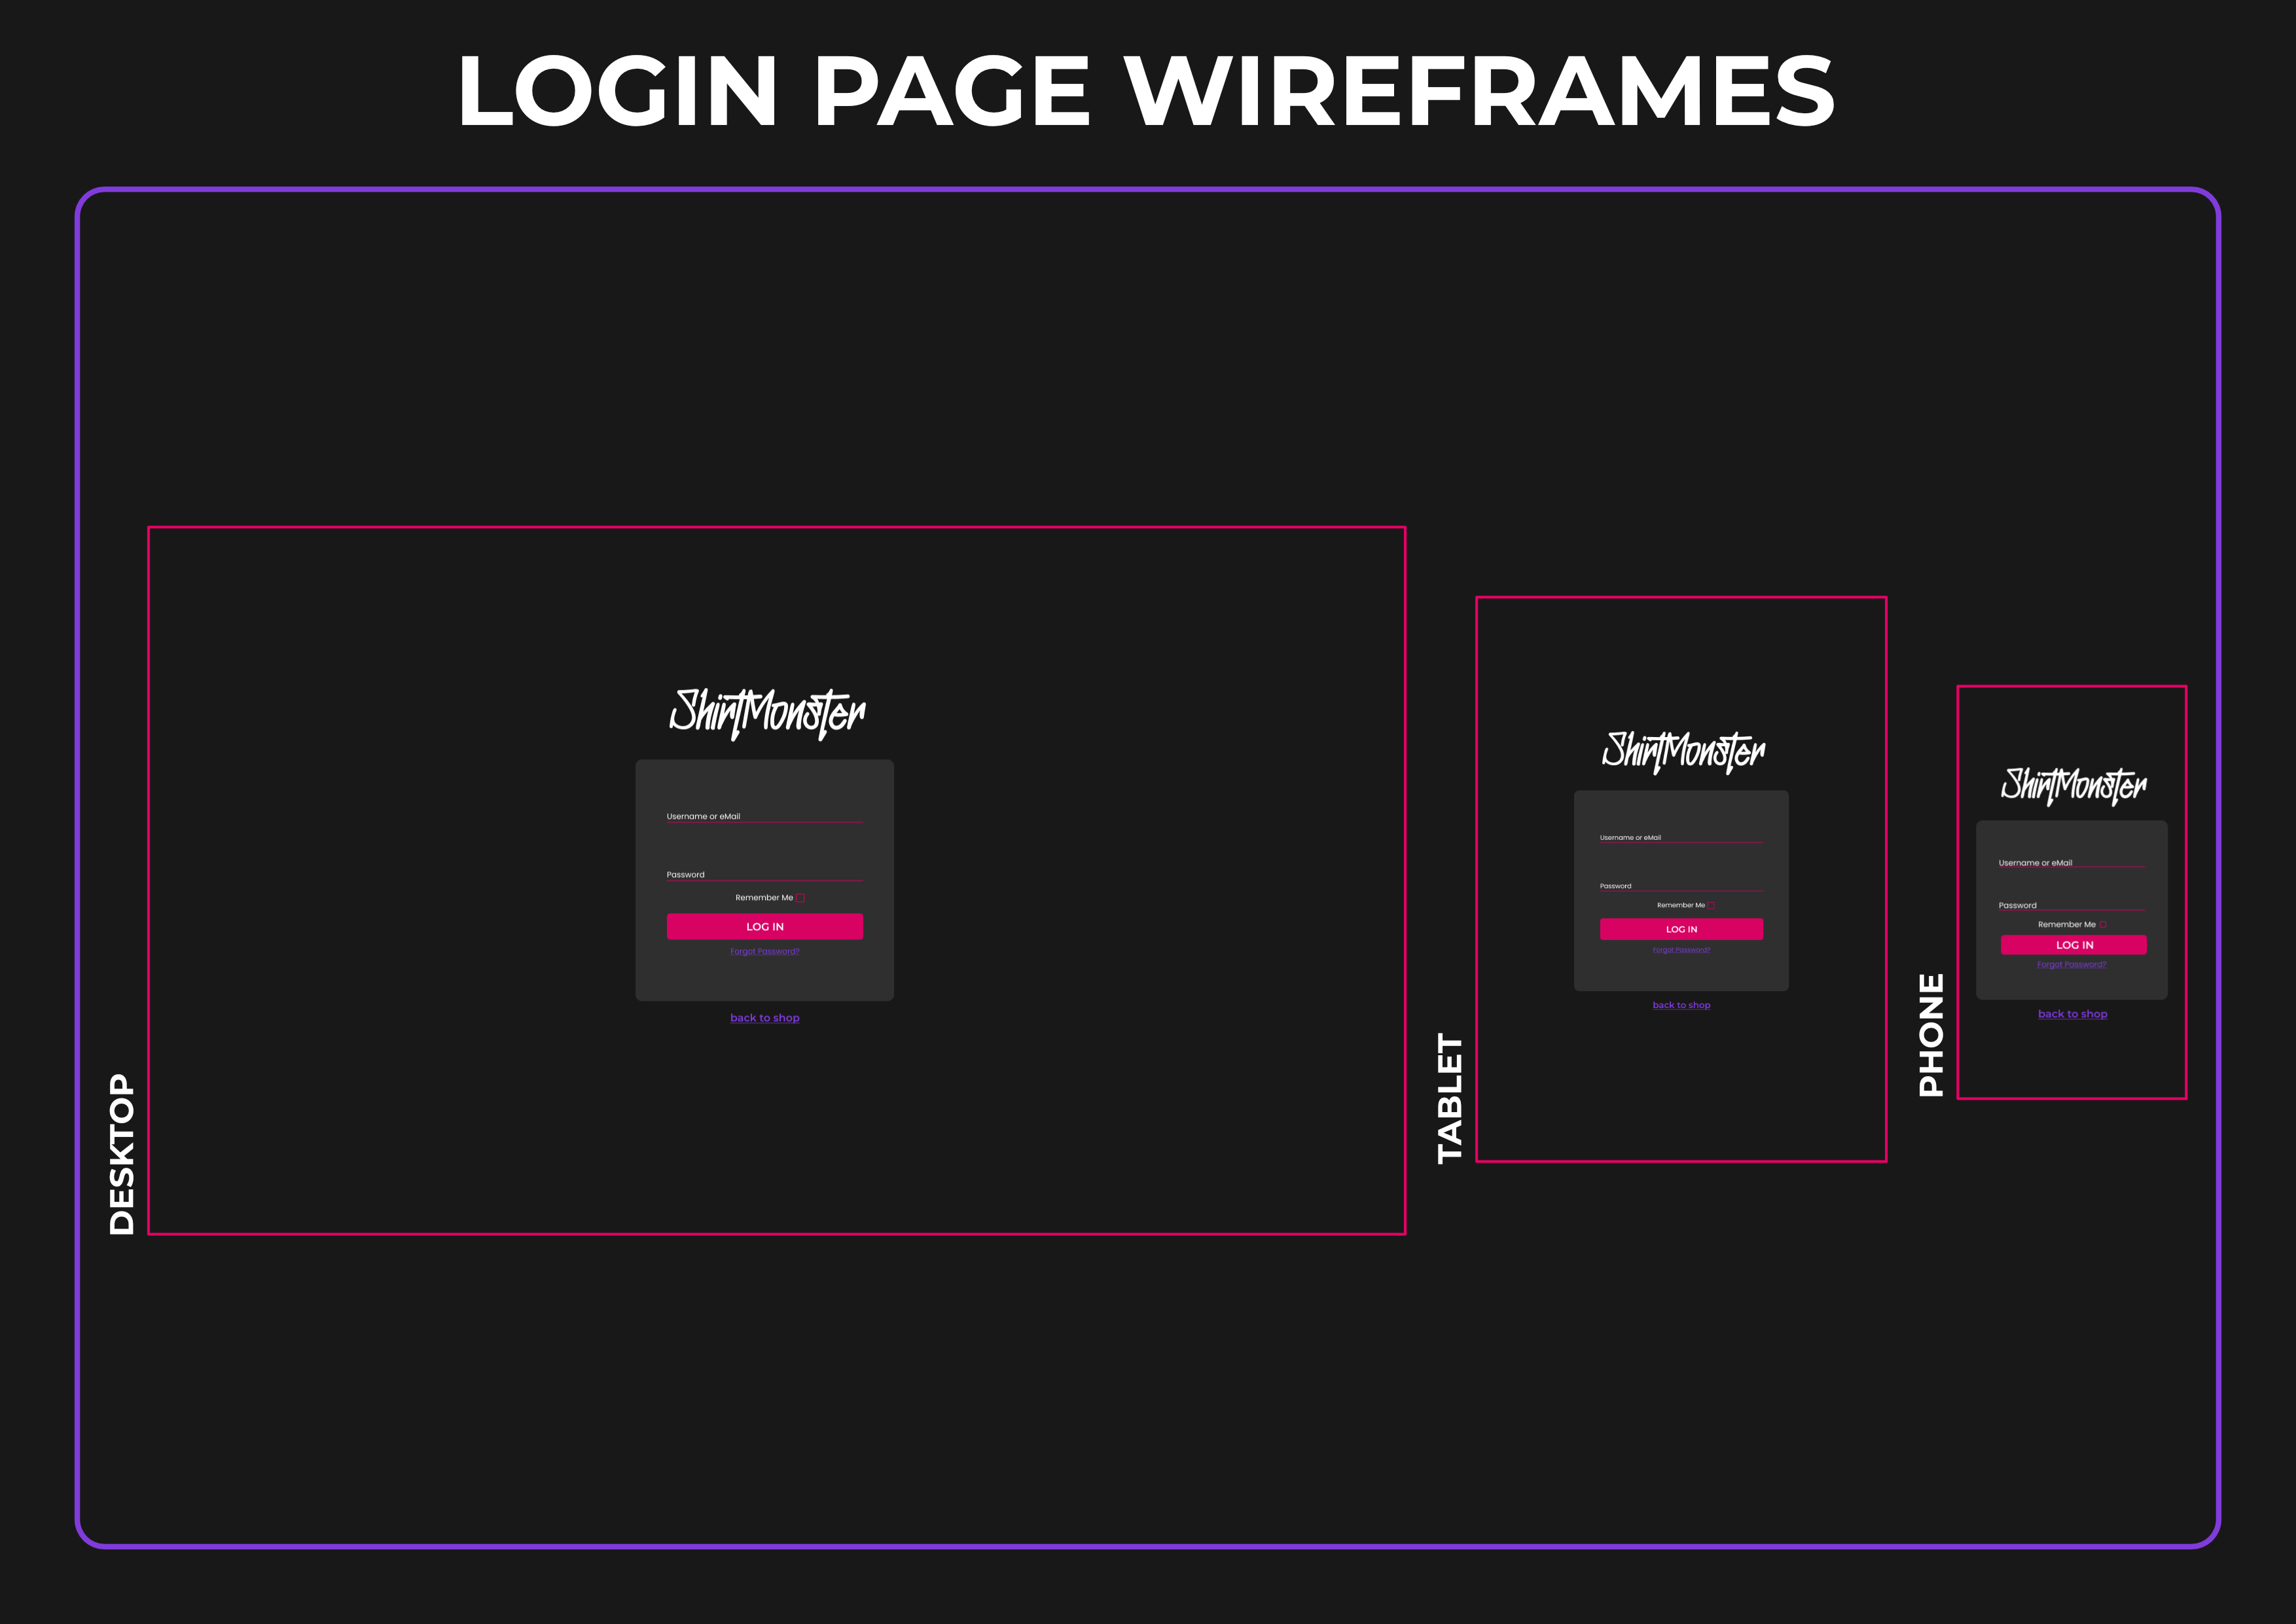 LOGIN PAGE WIREFRAMES
DESKTOP
ShirtMonster
Username or eMail
Password
Remember Me
LOG IN
Forgot Password?
back to shop
TABLET
ShirtMonster
Username or eMail
Password
Remember Me
LOG IN
Forgot Password?
back to shop
PHONE
ShirtMonster
Username or eMail
Password
Remember Me
LOG IN
Forgot Password?
back to shop